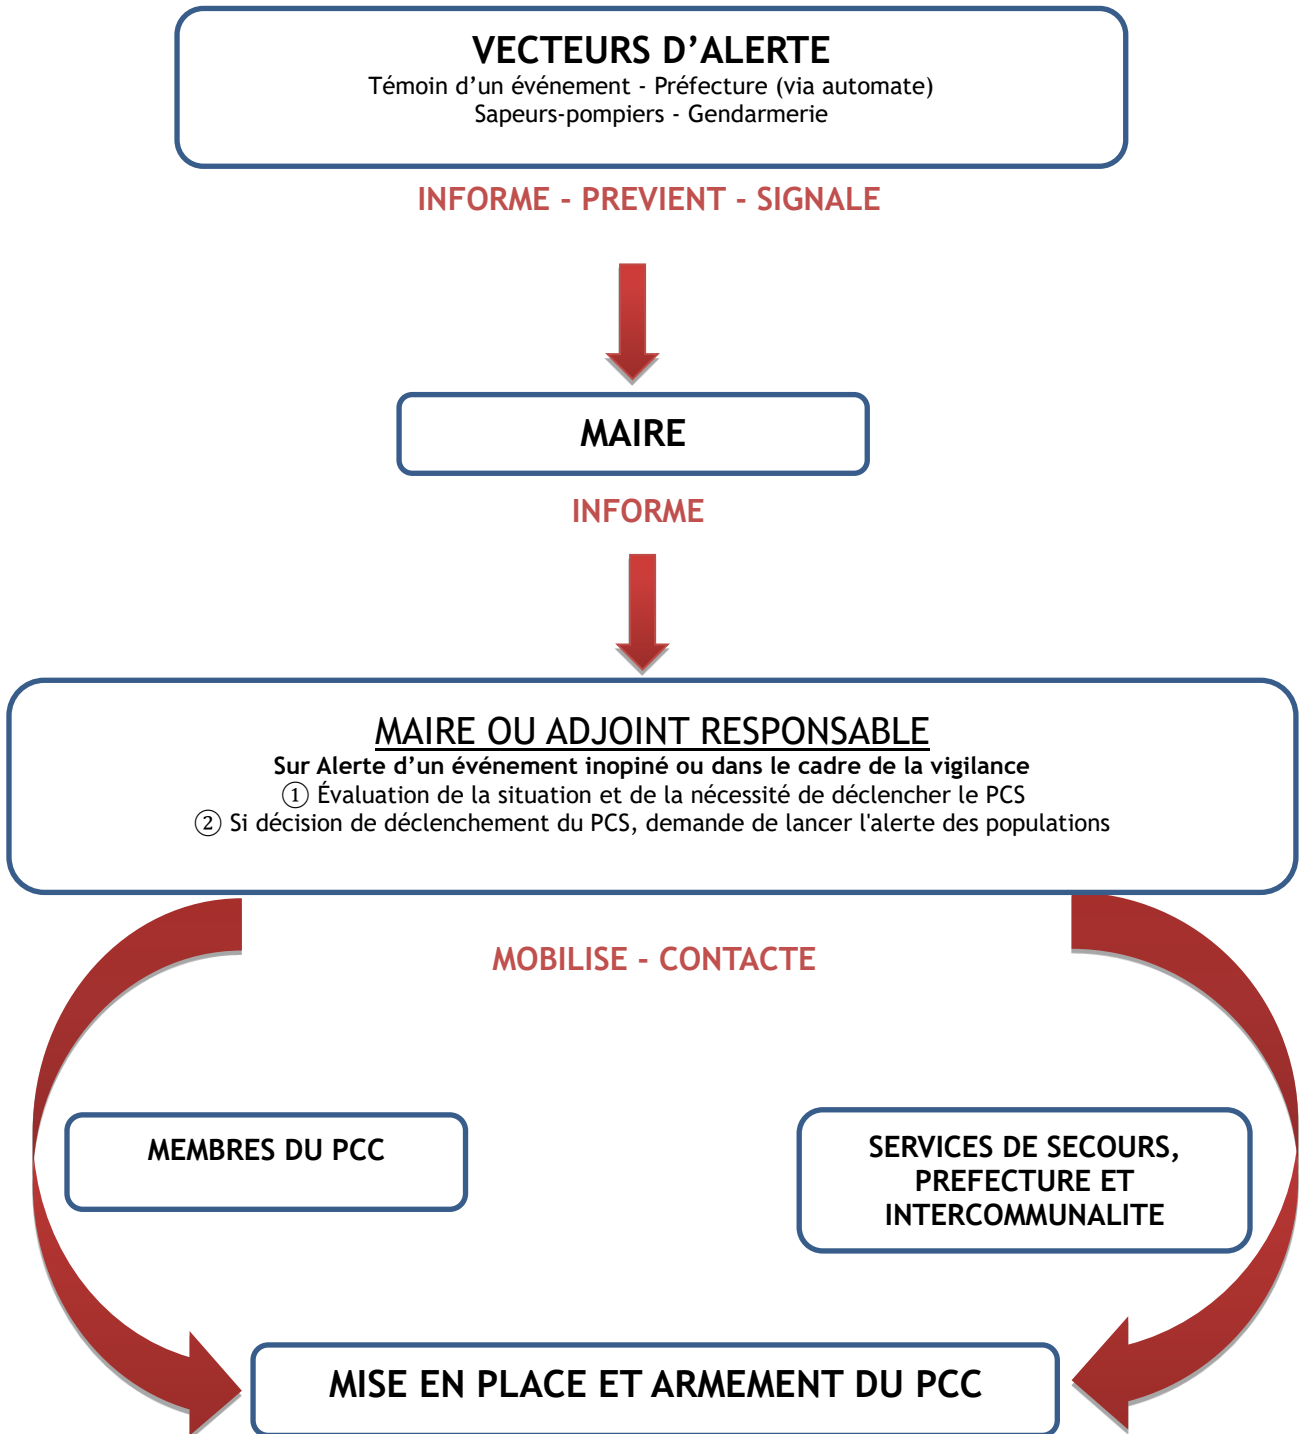 VECTEURS D’ALERTE
Témoin d’un événement - Préfecture (via automate)
Sapeurs-pompiers - Gendarmerie
INFORME - PREVIENT - SIGNALE
MAIRE
INFORME
MAIRE OU ADJOINT RESPONSABLE
Sur Alerte d’un événement inopiné ou dans le cadre de la vigilance
① Évaluation de la situation et de la nécessité de déclencher le PCS
② Si décision de déclenchement du PCS, demande de lancer l'alerte des populations
MOBILISE - CONTACTE
MEMBRES DU PCC
SERVICES DE SECOURS,
PREFECTURE ET
INTERCOMMUNALITE
MISE EN PLACE ET ARMEMENT DU PCC